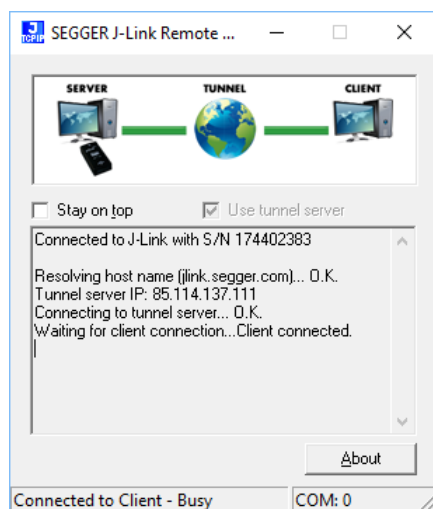 J
TCPIP
SEGGER J-Link Remote ...
SERVER TUNNEL CLIENT
Stay on top Use tunnel server
Connected to J-Link with S/N 174402383
Resolving host name (jlink.segger.com)... O.K.
Tunnel server IP: 85.114.137.111
Connecting to tunnel server... O.K.
Waiting for client connection...Client connected.
About
Connected to Client - Busy COM: 0